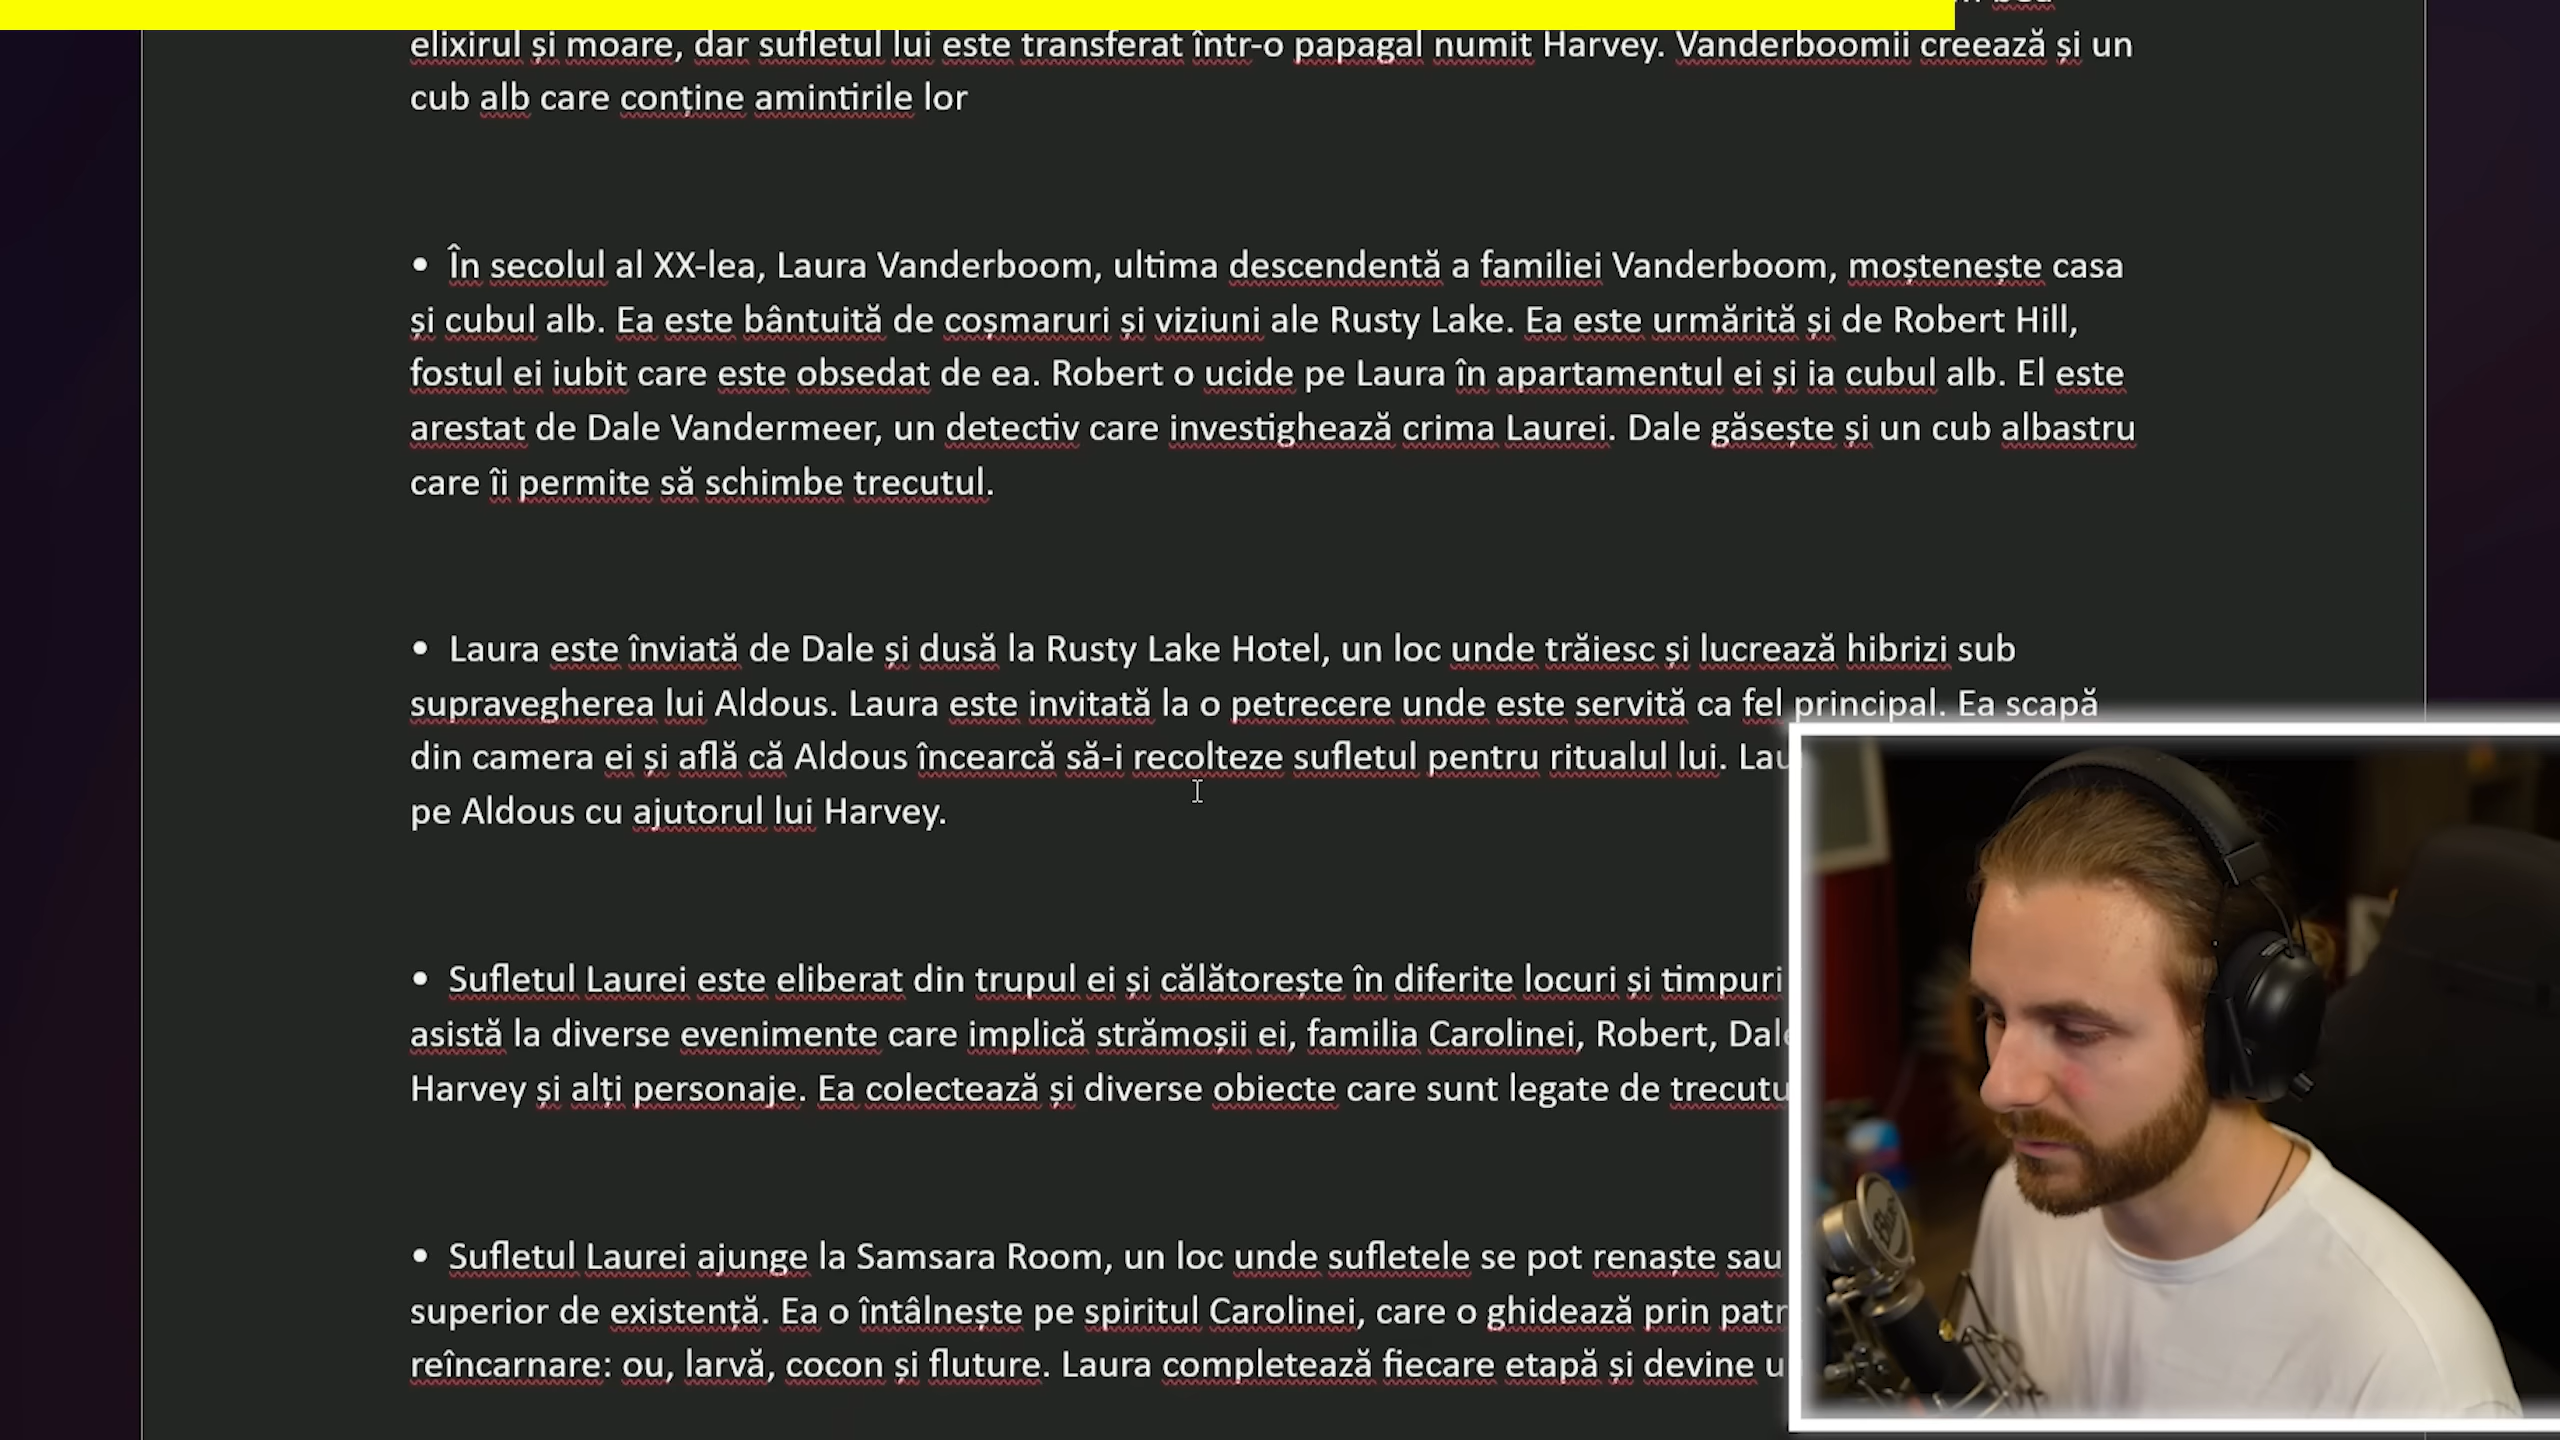 elixirul și moare, dar sufletul lui este transferat într-o papagal numit Harvey. Vanderboomii creează și un
cub alb care conține amintirile lor
• În secolul al XX-lea, Laura Vanderboom, ultima descendentă a familiei Vanderboom, moștenește casa
și cubul alb. Ea este bântuită de coșmaruri și viziuni ale Rusty Lake. Ea este urmărită și de Robert Hill,
fostul ei iubit care este obsedat de ea. Robert o ucide pe Laura în apartamentul ei și ia cubul alb. El este
arestat de Dale Vandermeer, un detectiv care investighează crima Laurei. Dale găsește și un cub albastru
care îi permite să schimbe trecutul.
• Laura este înviată de Dale și dusă la Rusty Lake Hotel, un loc unde trăiesc și lucrează hibrizi sub
supravegherea lui Aldous. Laura este invitată la o petrecere unde este servită ca fel principal. Ea scapă
din camera ei și află că Aldous încearcă să-i recolteze sufletul pentru ritualul lui.
pe Aldous cu ajutorul lui Harvey.
• Sufletul Laurei este eliberat din trupul ei și călătorește în diferite locuri și timpuri
asistă la diverse evenimente care implică strămoșii ei, familia Carolinei, Robert,
Harvey și alți personaje. Ea colectează și diverse obiecte care sunt legate de
• Sufletul Laurei ajunge la Samsara Room, un loc unde sufletele se pot renaște sau
superior de existență. Ea o întâlnește pe spiritul Carolinei, care o ghidează prin
reîncarnare: ou, larvă, cocon și fluture. Laura completează fiecare etapă și devine